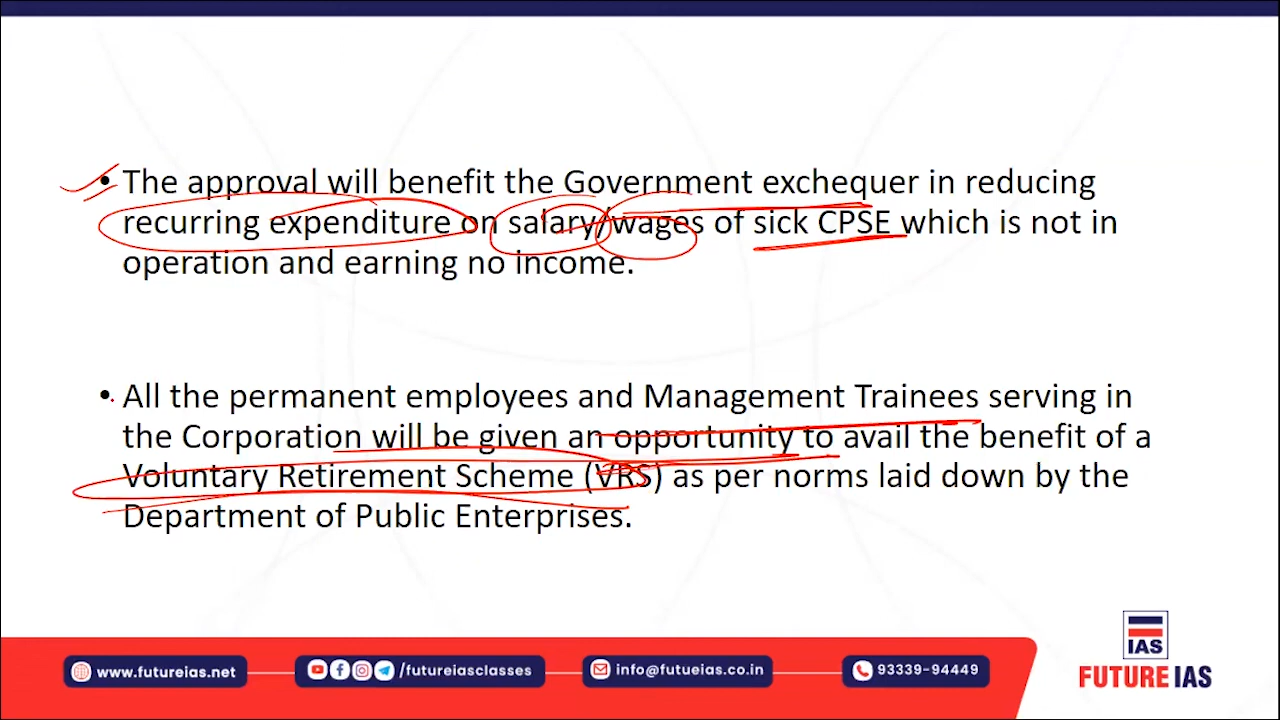 • The approval will benefit the Government exchequer in reducing
recurring expenditure on salary/wages of sick CPSE which is not in
operation and earning no income.
• All the permanent employees and Management Trainees serving in
the Corporation will be given an opportunity to avail the benefit of a
Voluntary Retirement Scheme (VRS) as per norms laid down by the
Department of Public Enterprises.
IAS
FUTURE IAS
www.futureias.net
/futureiasclasses
info@futueias.co.in
93339-94449